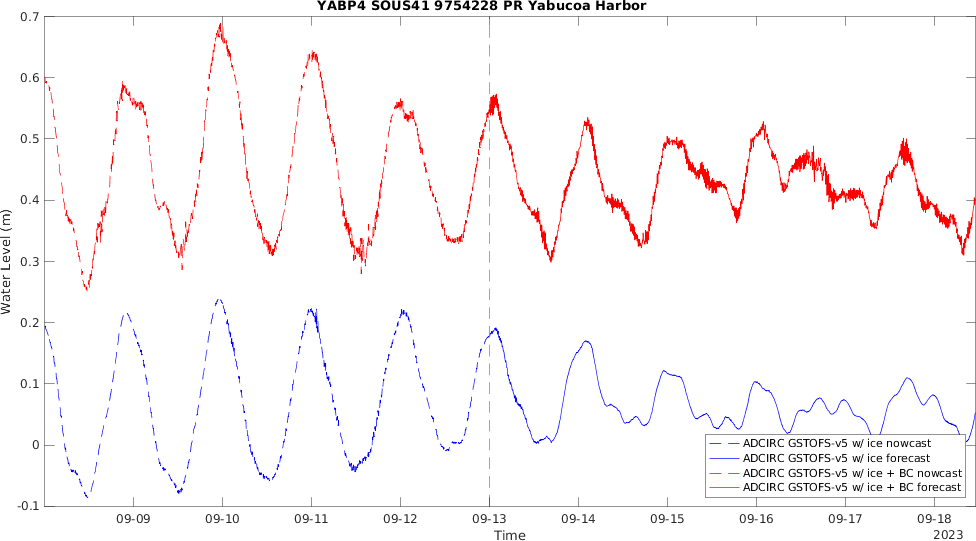 YABP4 SOUS41 9754228 PR Yabucoa Harbor
0.7
0.6
0.5
0.4
0.3
0.2
0.1
0
-0.1
Water Level (m)
09-09 09-10 09-11 09-12 09-13 09-14 09-15 09-16 09-17 09-18
Time
2023
ADCIRC GSTOFS-v5 w/ ice nowcast
ADCIRC GSTOFS-v5 w/ ice forecast
ADCIRC GSTOFS-v5 w/ ice + BC nowcast
ADCIRC GSTOFS-v5 w/ ice + BC forecast